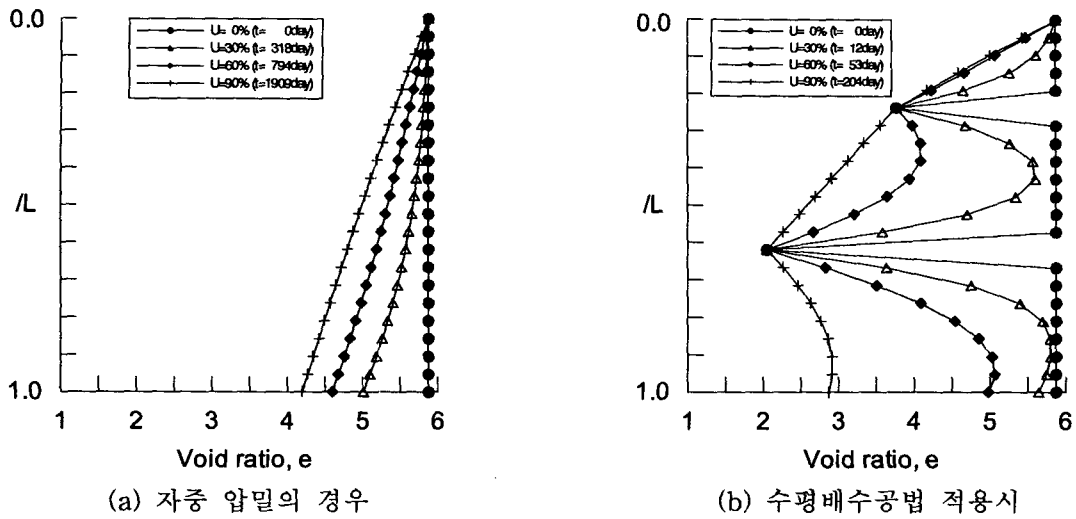 0.0
U= 0% (t= 0day)
U=30% (t= 318day)
U=60% (t= 794day)
U=90% (t=1909day)
/L
1.0
1 2 3 4 5 6
Void ratio, e
(a) 자중 압밀의 경우
0.0
U= 0% (t= 0day)
U=30% (t= 12day)
U=60% (t= 53day)
U=90% (t=204day)
/L
1.0
1 2 3 4 5 6
Void ratio, e
(b) 수평배수공법 적용시